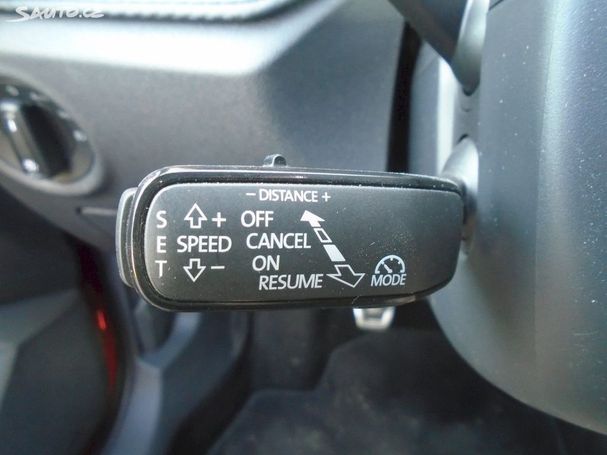 Sauto.cz
– DISTANCE +
S + OFF
E SPEED CANCEL
T – ON
RESUME
MODE